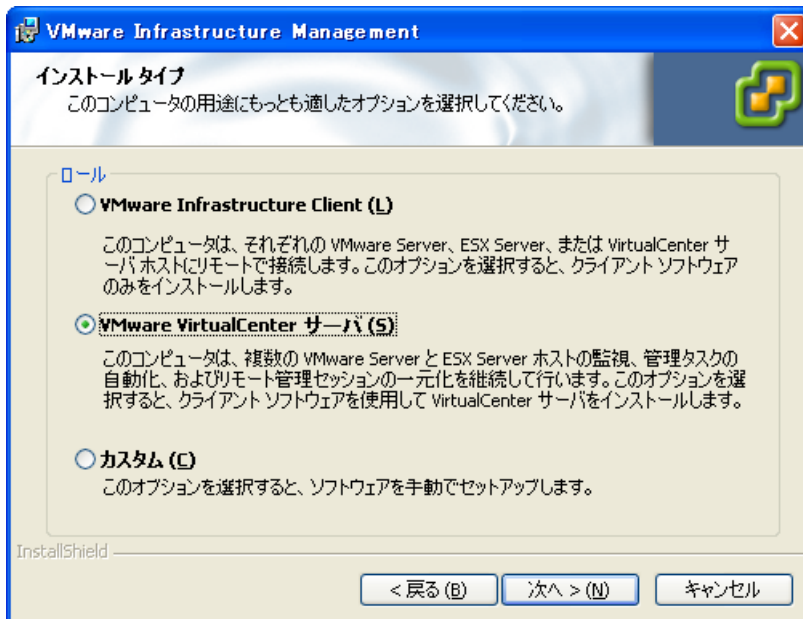 VMware Infrastructure Management
インストール タイプ
このコンピュータの用途にもっとも適したオプションを選択してください。
ロール
VMware Infrastructure Client (L)
このコンピュータは、それぞれの VMware Server、ESX Server、または VirtualCenter サ
ーバ ホストにリモートで接続します。このオプションを選択すると、クライアント ソフトウェア
のみをインストールします。
VMware VirtualCenter サーバ (S)
このコンピュータは、複数の VMware Server と ESX Server ホストの監視、管理タスクの
自動化、およびリモート管理セッションの一元化を継続して行います。このオプションを選
択すると、クライアント ソフトウェアを使用して VirtualCenter サーバをインストールします。
カスタム (C)
このオプションを選択すると、ソフトウェアを手動でセットアップします。
InstallShield
< 戻る (B)
次へ > (N)
キャンセル